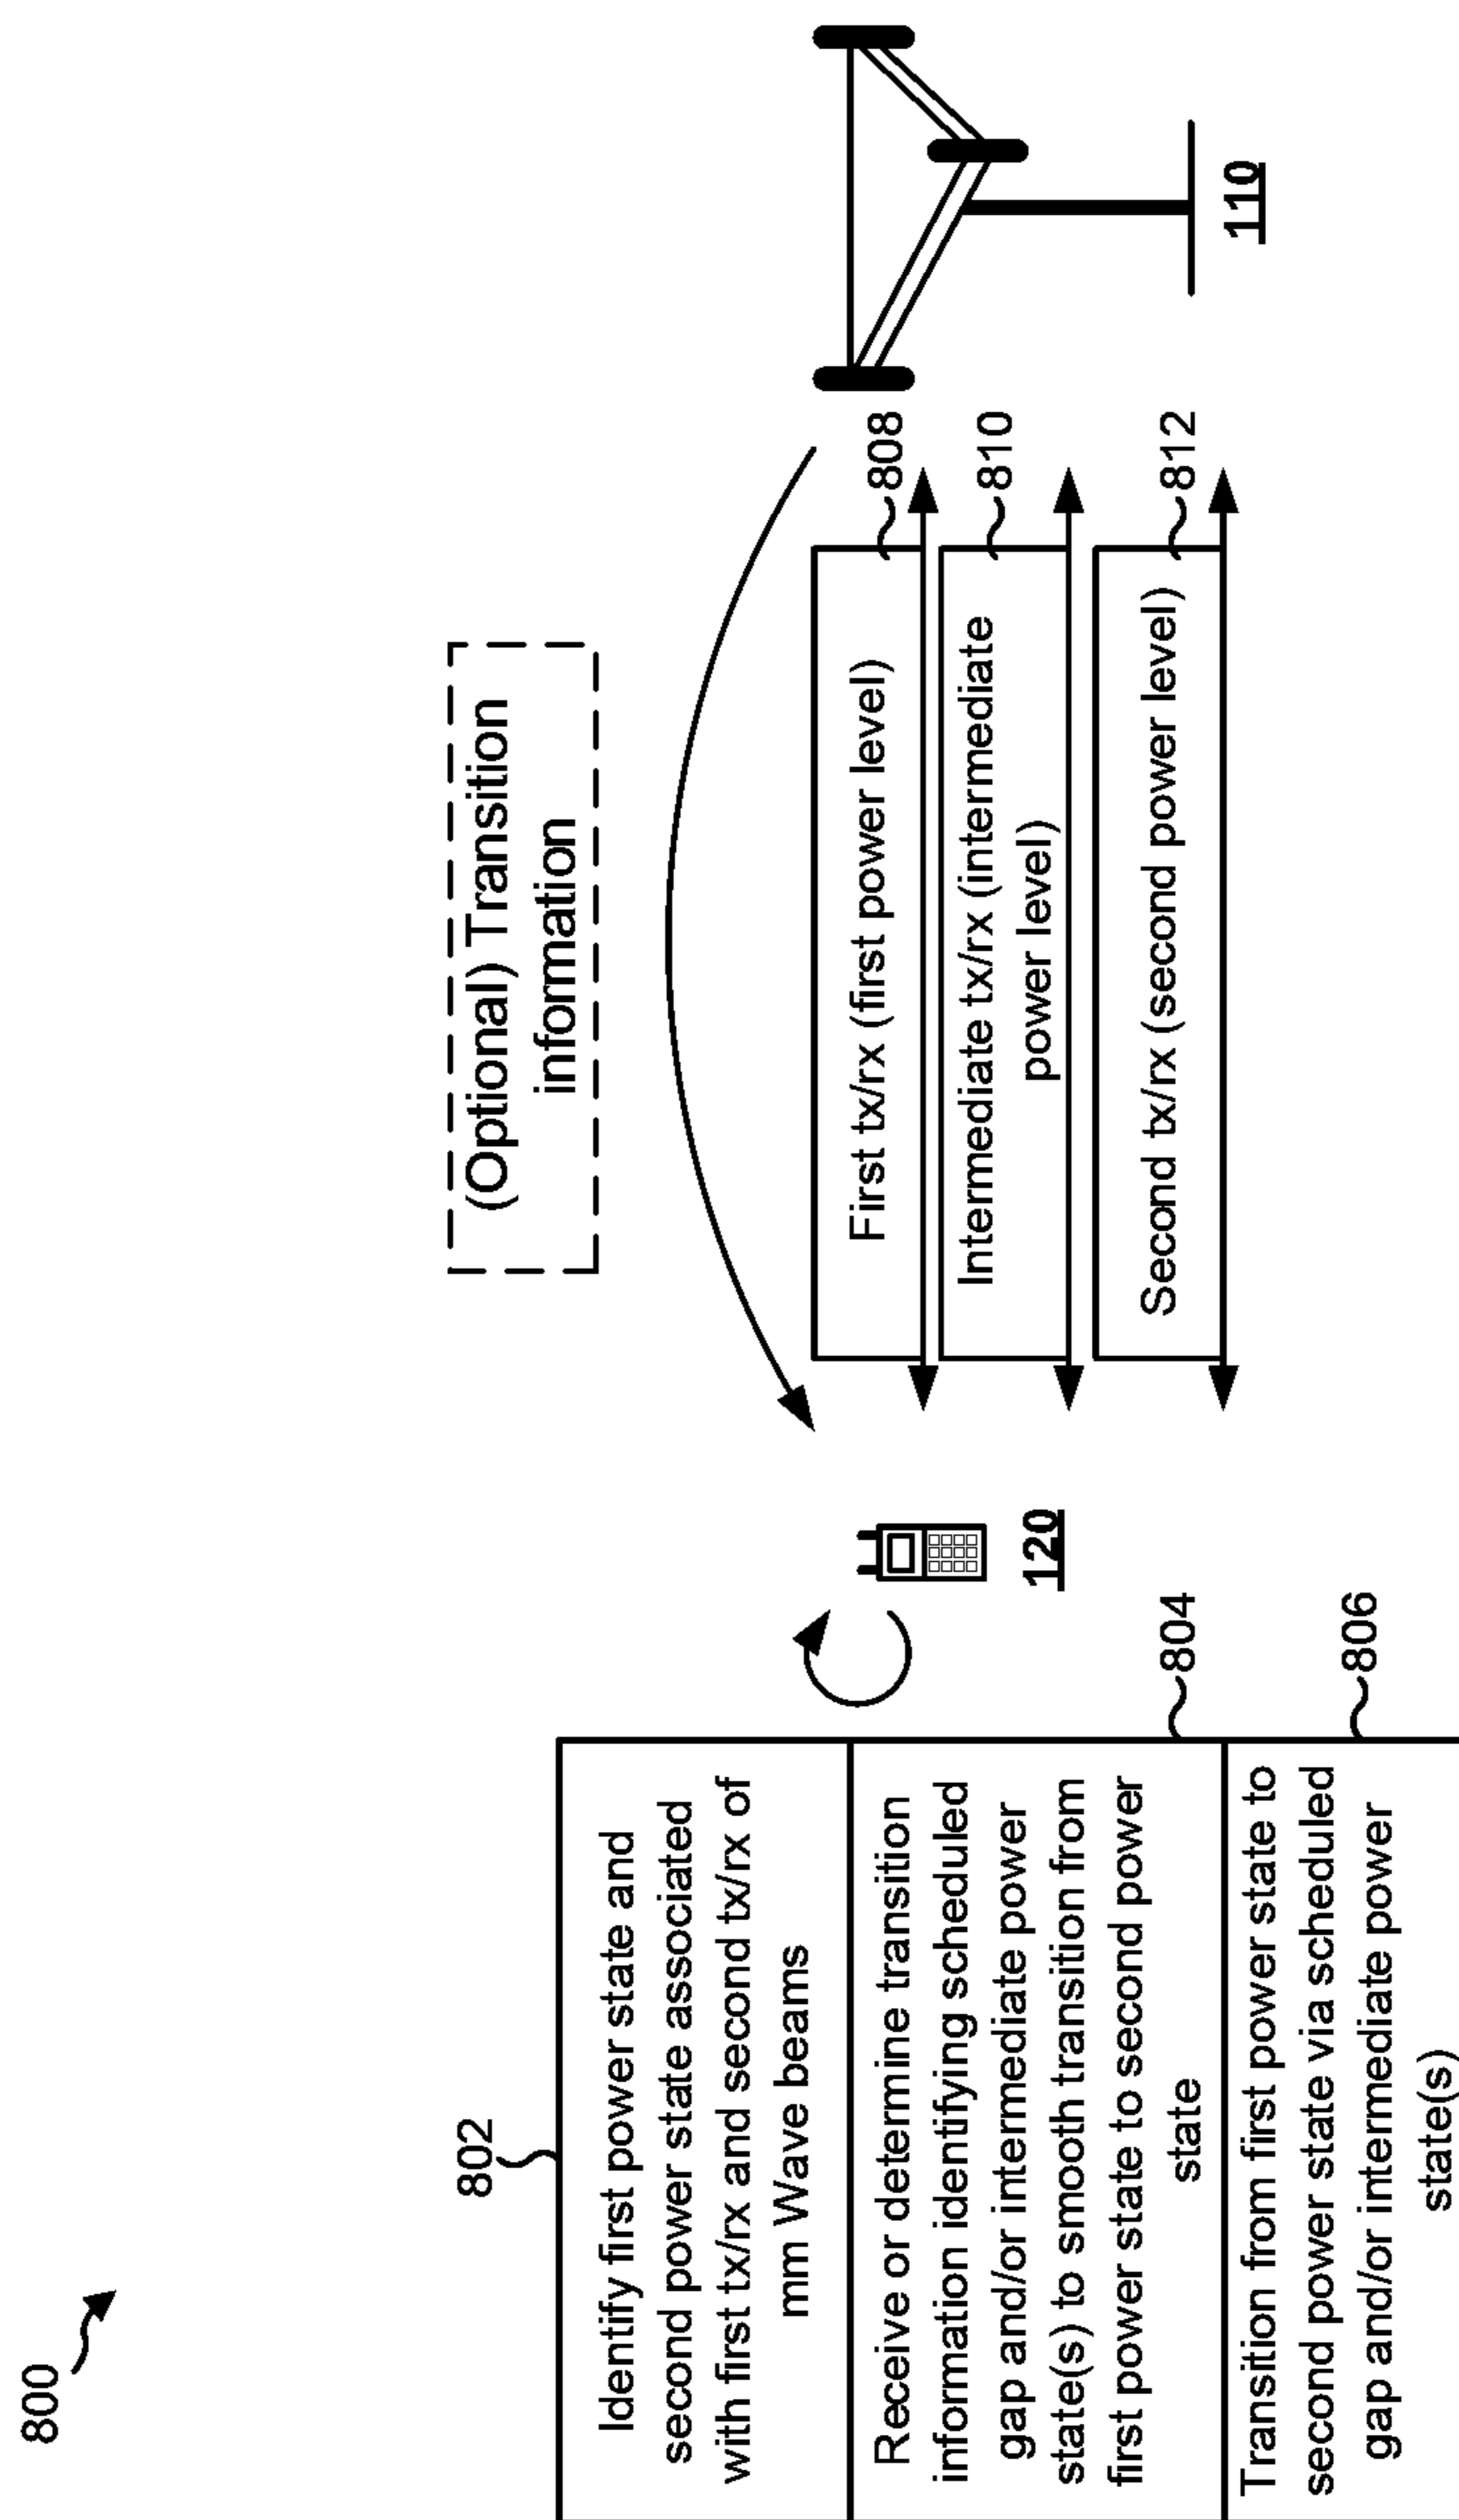 800
802
Identify first power state and
second power state associated
with first tx/rx and second tx/rx of
mm Wave beams
Receive or determine transition
information identifying scheduled
gap and/or intermediate power
state(s) to smooth transition from
first power state to second power
state
804
Transition from first power state to
second power state via scheduled
gap and/or intermediate power
state(s)
806
120
(Optional) Transition
information
First tx/rx (first power level)
808
Intermediate tx/rx (intermediate
power level)
810
Second tx/rx (second power level)
812
110